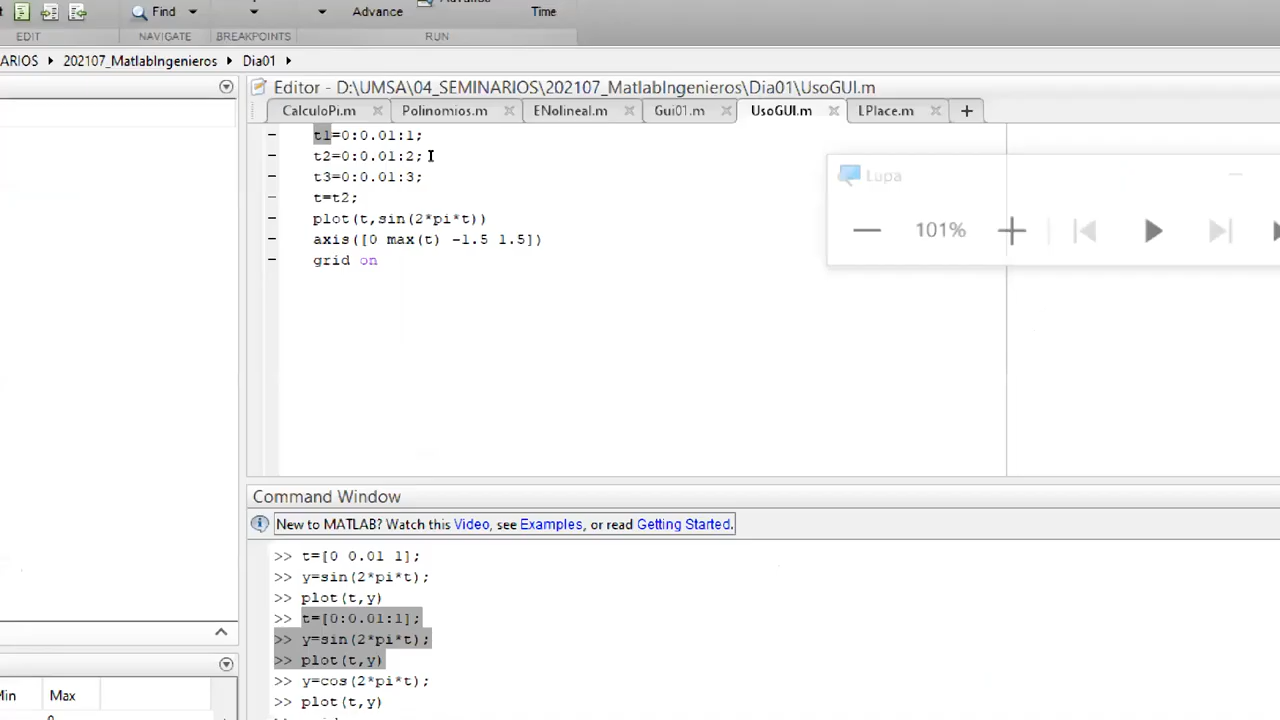 Find
Advance
Time
EDIT
NAVIGATE
BREAKPOINTS
RUN
ARIOS
202107_MatlabIngenieros
Dia01
Editor - D:\UMSA\04_SEMINARIOS\202107_MatlabIngenieros\Dia01\UsoGUI.m
CalculoPi.m
Polinomios.m
ENolineal.m
Gui01.m
UsoGUI.m
LPlace.m
t1=0:0.01:1;
t2=0:0.01:2;
t3=0:0.01:3;
t=t2;
plot(t,sin(2*pi*t))
axis([0 max(t) -1.5 1.5])
grid on
Lupa
101%
Command Window
New to MATLAB? Watch this Video, see Examples, or read Getting Started.
>> t=[0 0.01 1];
>> y=sin(2*pi*t);
>> plot(t,y)
>> t=[0:0.01:1];
>> y=sin(2*pi*t);
>> plot(t,y)
>> y=cos(2*pi*t);
>> plot(t,y)
Min
Max